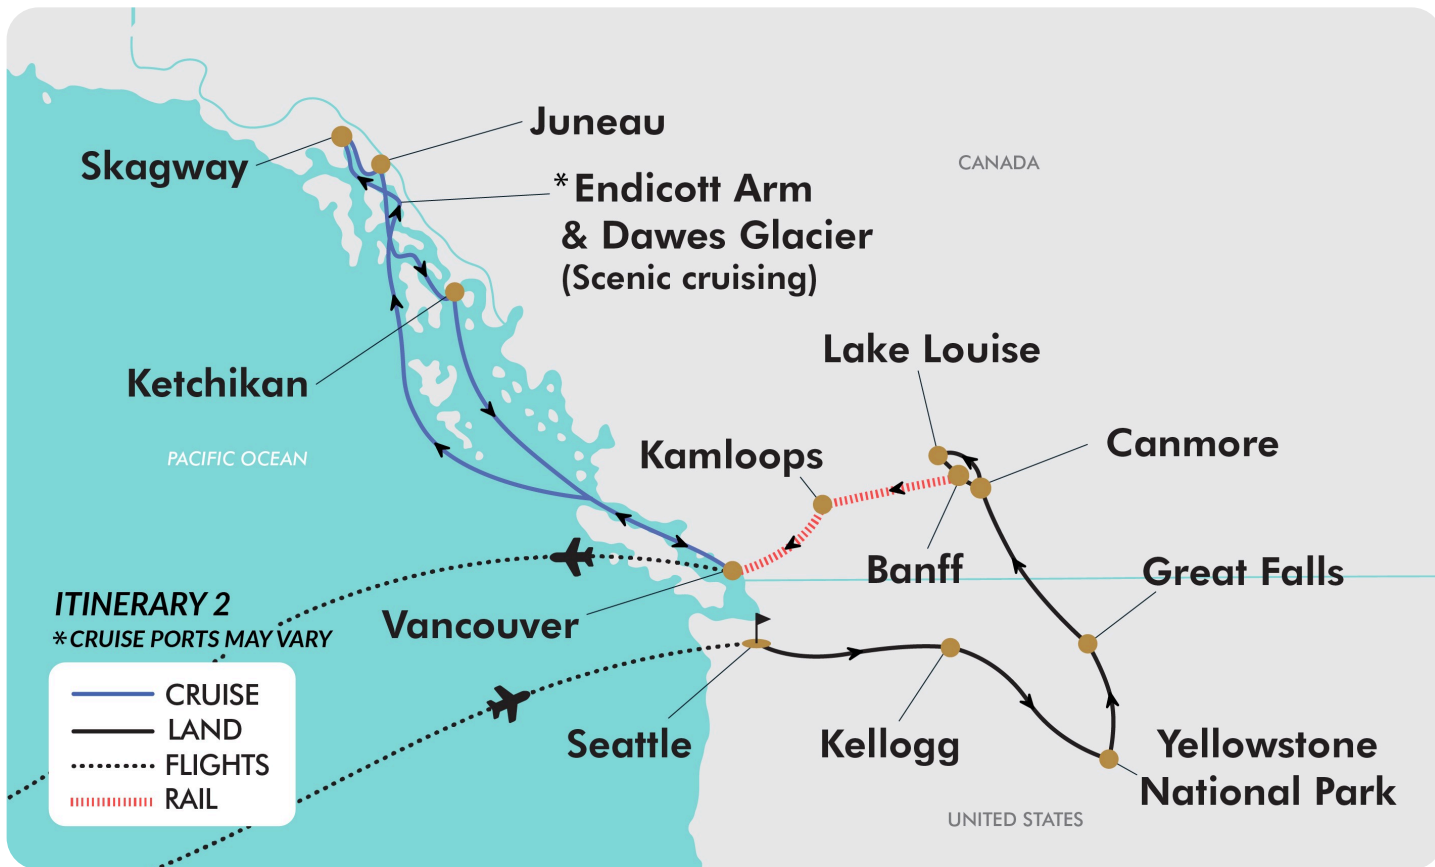 Juneau
Skagway
CANADA
*Endicott Arm
& Dawes Glacier
(Scenic cruising)
Lake Louise
Ketchikan
Canmore
Kamloops
PACIFIC OCEAN
Banff
Great Falls
ITINERARY 2
*CRUISE PORTS MAY VARY
Vancouver
CRUISE
LAND
FLIGHTS
RAIL
Seattle
Kellogg
Yellowstone
National Park
UNITED STATES